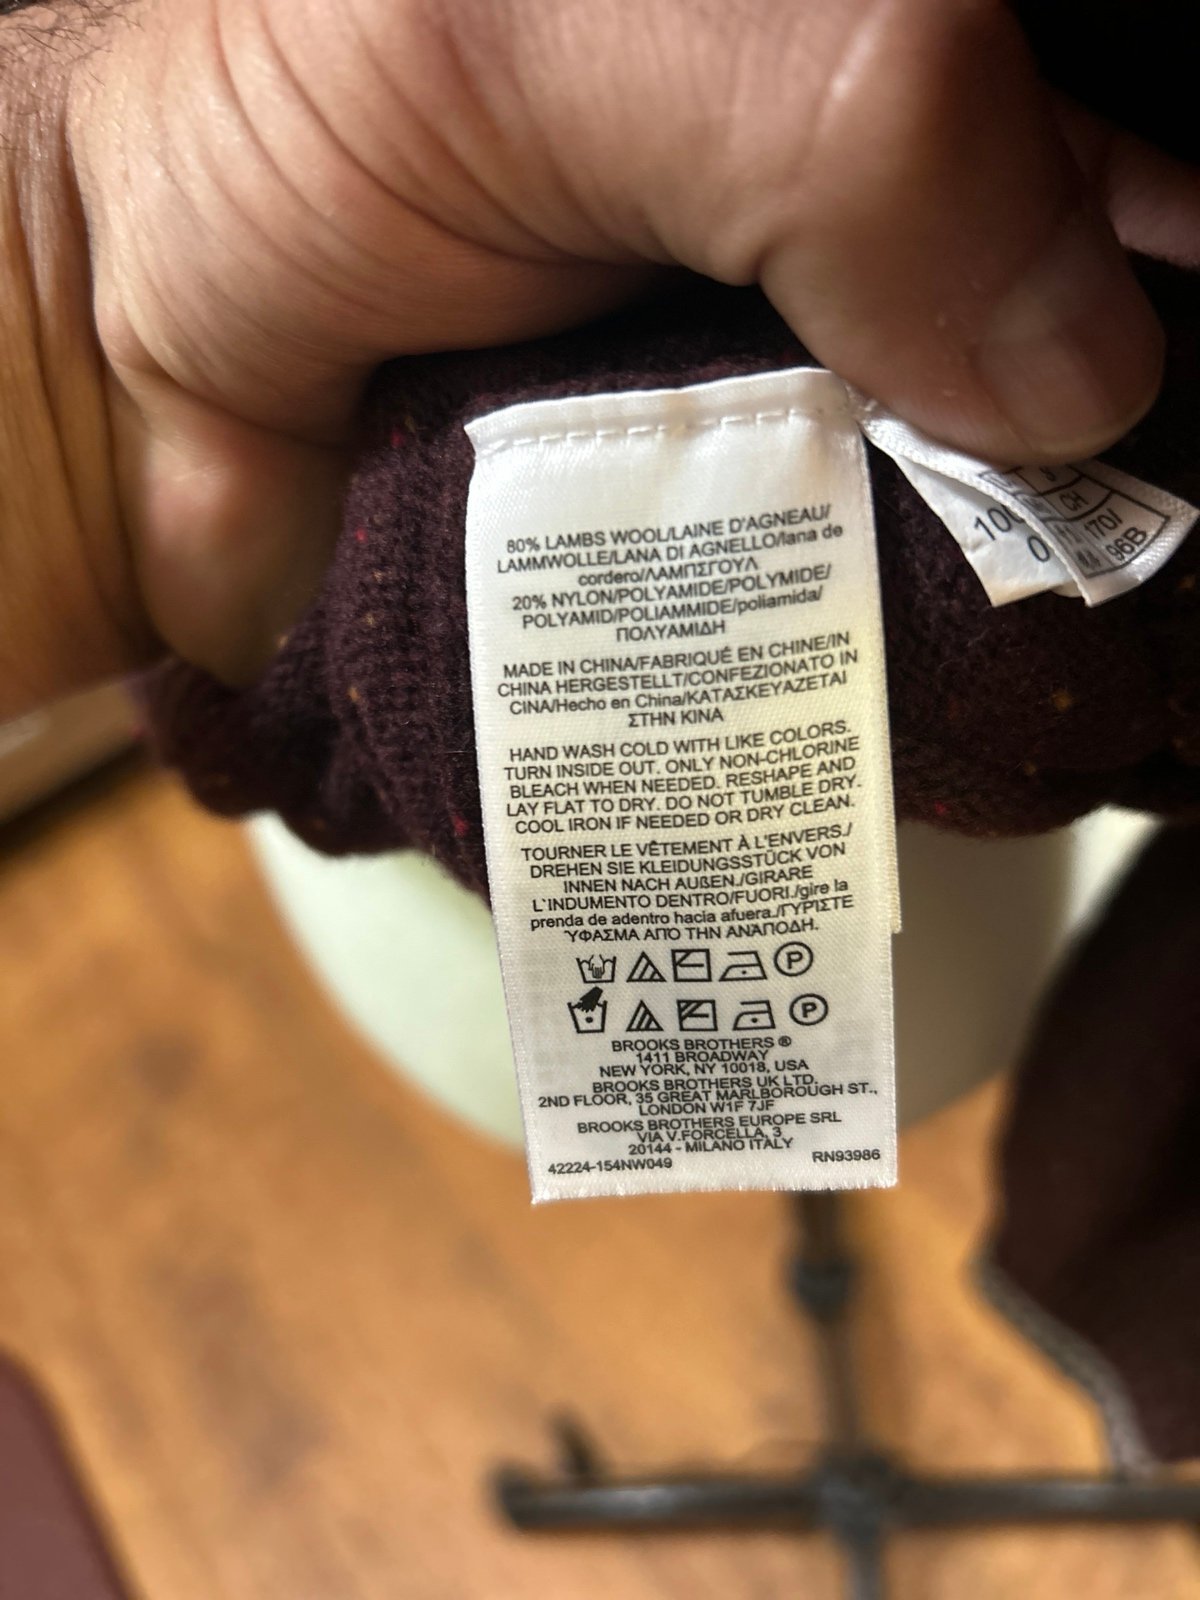 80% LAMBS WOOL/LAINE D'AGNEAU/
LAMMWOLLE/LANA DI AGNELLO/lana de
cordero/ΛΑΜΠΣΓΟΥΛ
20% NYLON/POLYAMIDE/POLYMIDE/
POLYAMID/POLIAMMIDE/poliamida/
ΠΟΛΥΑΜΙΔΗ
MADE IN CHINA/FABRIQUÉ EN CHINE/IN
CHINA HERGESTELLT/CONFEZIONATO IN
CINA/Hecho en China/ΚΑΤΑΣΚΕΥΑΖΕΤΑΙ
ΣΤΗΝ ΚΙΝΑ
HAND WASH COLD WITH LIKE COLORS.
TURN INSIDE OUT. ONLY NON-CHLORINE
BLEACH WHEN NEEDED. RESHAPE AND
LAY FLAT TO DRY. DO NOT TUMBLE DRY.
COOL IRON IF NEEDED OR DRY CLEAN.
TOURNER LE VÊTEMENT À L'ENVERS./
DREHEN SIE KLEIDUNGSSTÜCK VON
INNEN NACH AUßEN./GIRARE
L`INDUMENTO DENTRO/FUORI./gire la
prenda de adentro hacia afuera./ΓΥΡΙΣΤΕ
ΎΦΑΣΜΑ ΑΠΌ ΤΗΝ ΑΝΆΠΟΔΗ.
P
P
BROOKS BROTHERS ®
1411 BROADWAY
NEW YORK, NY 10018, USA
BROOKS BROTHERS UK LTD.
2ND FLOOR, 35 GREAT MARLBOROUGH ST.,
LONDON W1F 7JF
BROOKS BROTHERS EUROPE SRL
VIA V.FORCELLA, 3
20144 - MILANO ITALY
42224-154NW049 RN93986
CH
170/
96B